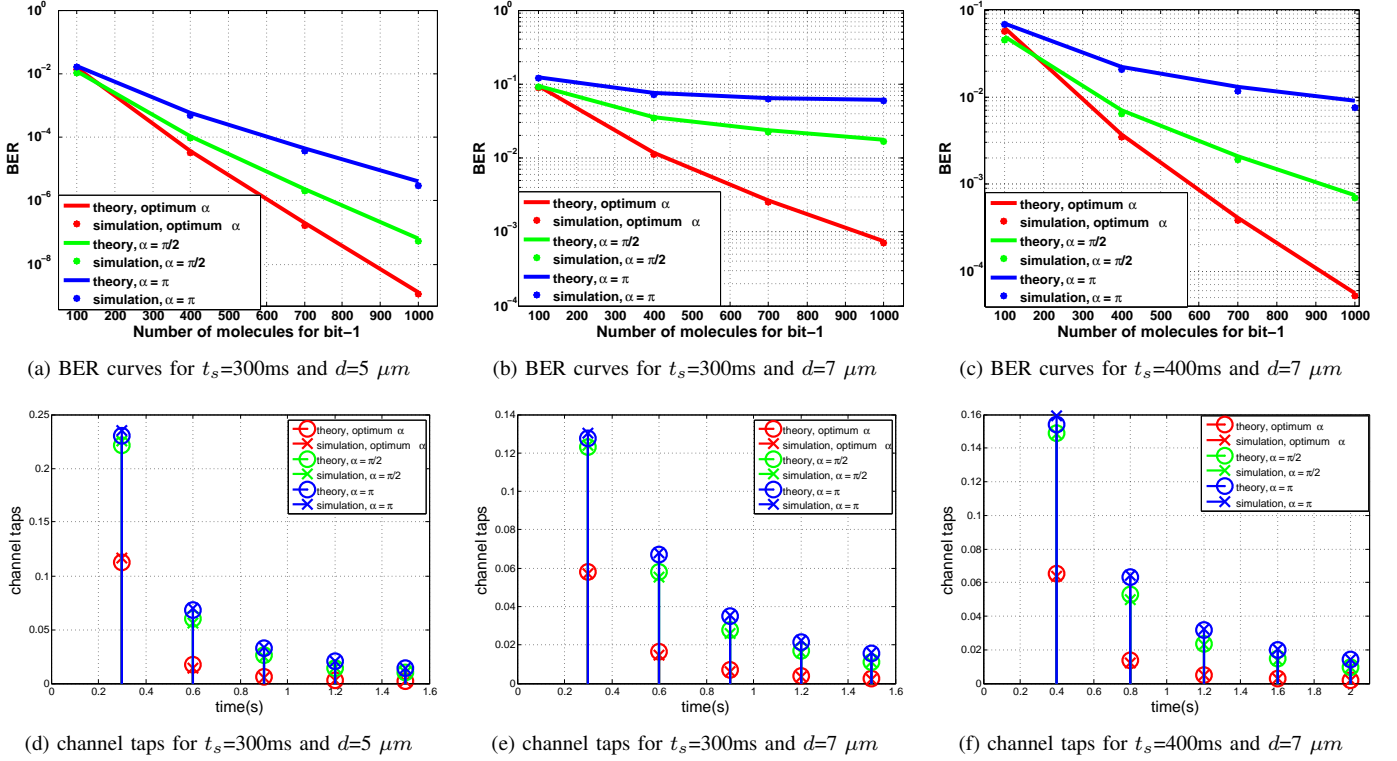 10^0
10^-2
10^-4
10^-6
10^-8
BER
theory, optimum α
simulation, optimum α
theory, α = π/2
simulation, α = π/2
theory, α = π
simulation, α = π
100 200 300 400 500 600 700 800 900 1000
Number of molecules for bit−1
(a) BER curves for t_s=300ms and d=5 μm
10^0
10^-1
10^-2
10^-3
10^-4
BER
theory, optimum α
simulation, optimum α
theory, α = π/2
simulation, α = π/2
theory, α = π
simulation, α = π
100 200 300 400 500 600 700 800 900 1000
Number of molecules for bit−1
(b) BER curves for t_s=300ms and d=7 μm
10^-1
10^-2
10^-3
10^-4
BER
theory, optimum α
simulation, optimum α
theory, α = π/2
simulation, α = π/2
theory, α = π
simulation, α = π
100 200 300 400 500 600 700 800 900 1000
Number of molecules for bit−1
(c) BER curves for t_s=400ms and d=7 μm
0.25
0.2
0.15
0.1
0.05
0
channel taps
theory, optimum α
simulation, optimum α
theory, α = π/2
simulation, α = π/2
theory, α = π
simulation, α = π
0 0.2 0.4 0.6 0.8 1 1.2 1.4 1.6
time(s)
(d) channel taps for t_s=300ms and d=5 μm
0.14
0.12
0.1
0.08
0.06
0.04
0.02
0
channel taps
theory, optimum α
simulation, optimum α
theory, α = π/2
simulation, α = π/2
theory, α = π
simulation, α = π
0 0.2 0.4 0.6 0.8 1 1.2 1.4 1.6
time(s)
(e) channel taps for t_s=300ms and d=7 μm
0.16
0.14
0.12
0.1
0.08
0.06
0.04
0.02
0
channel taps
theory, optimum α
simulation, optimum α
theory, α = π/2
simulation, α = π/2
theory, α = π
simulation, α = π
0 0.2 0.4 0.6 0.8 1 1.2 1.4 1.6 1.8 2
time(s)
(f) channel taps for t_s=400ms and d=7 μm